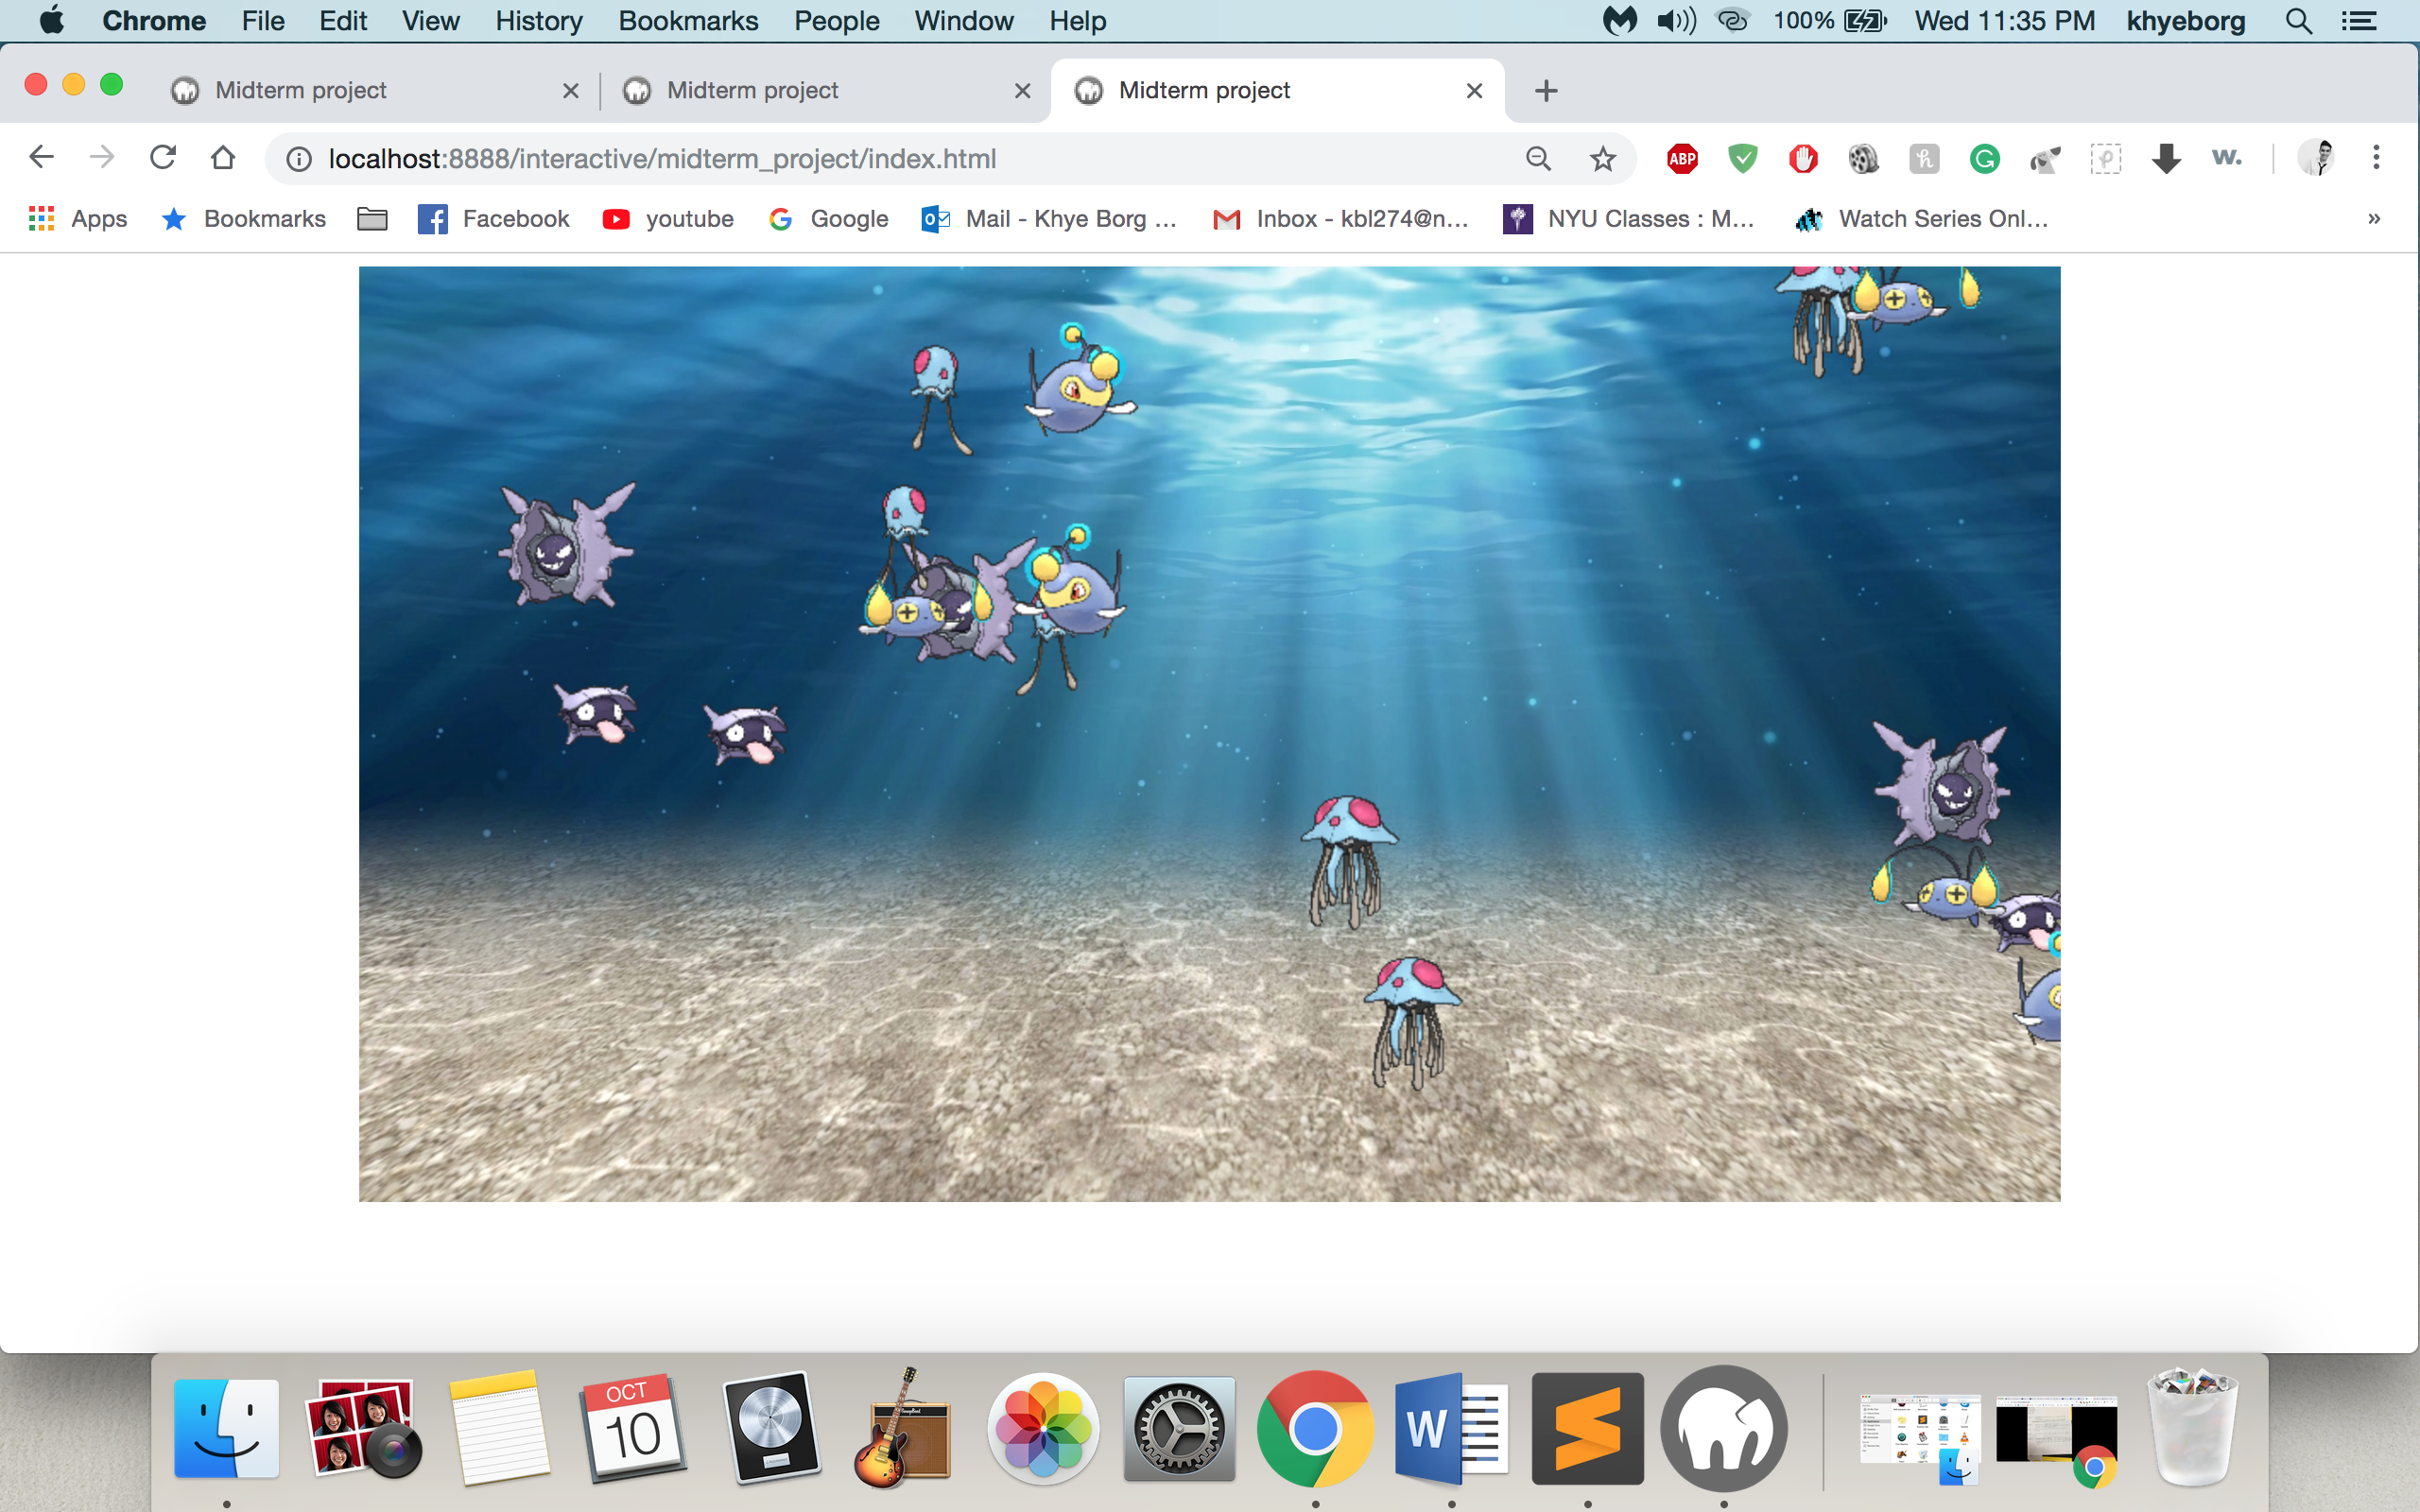 Chrome File Edit View History Bookmarks People Window Help 100% Wed 11:35 PM khyeborg
Midterm project Midterm project Midterm project
localhost:8888/interactive/midterm_project/index.html ABP h G p w.
Apps Bookmarks Facebook youtube Google Mail - Khye Borg ... Inbox - kbl274@n... NYU Classes : M... Watch Series Onl... »
OCT
10
W